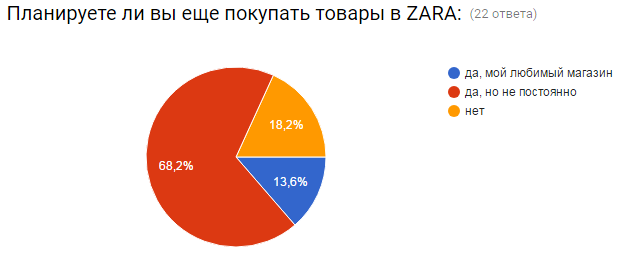 Планируете ли вы еще покупать товары в ZARA: (22 ответа)
да, мой любимый магазин
да, но не постоянно
нет
18,2%
68,2%
13,6%